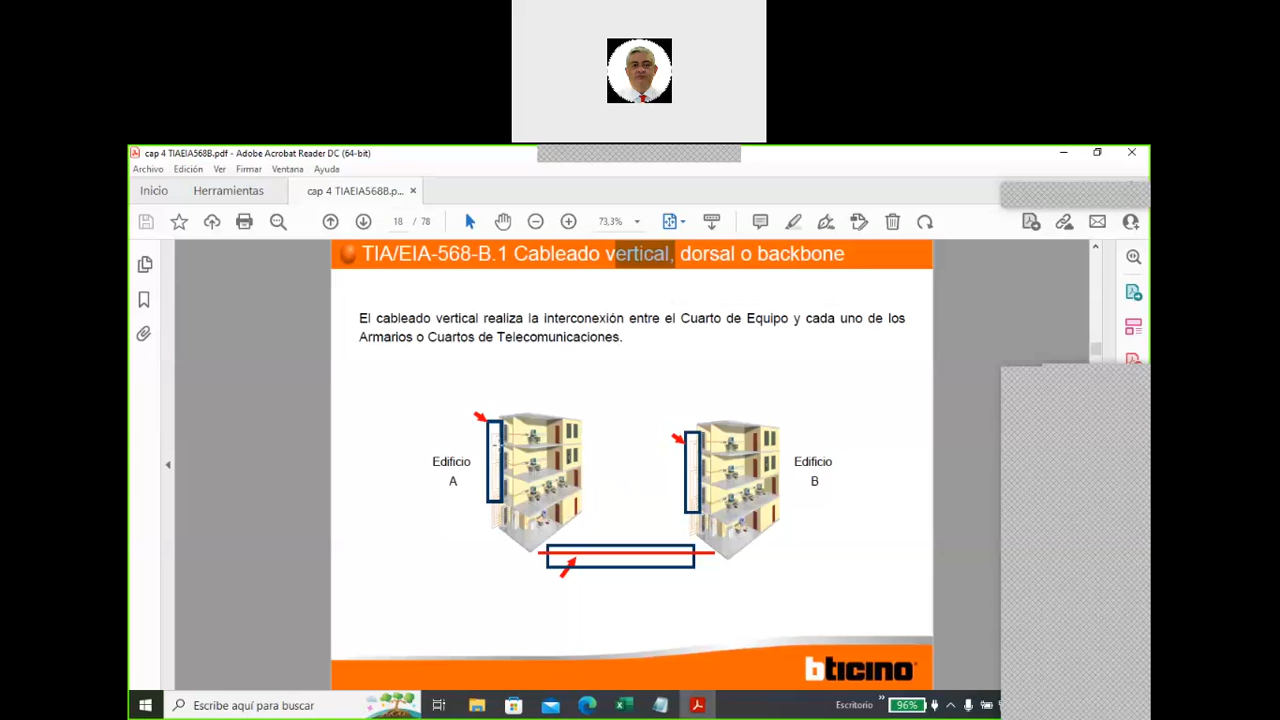 cap 4 TIAEIA568B.pdf - Adobe Acrobat Reader DC (64-bit)
Archivo Edición Ver Firmar Ventana Ayuda
Inicio Herramientas cap 4 TIAEIA568B.p... ×
18 / 78 73,3%
TIA/EIA-568-B.1 Cableado vertical, dorsal o backbone
El cableado vertical realiza la interconexión entre el Cuarto de Equipo y cada uno de los
Armarios o Cuartos de Telecomunicaciones.
Edificio
A
Edificio
B
bticino
Escribe aquí para buscar
Escritorio
96%